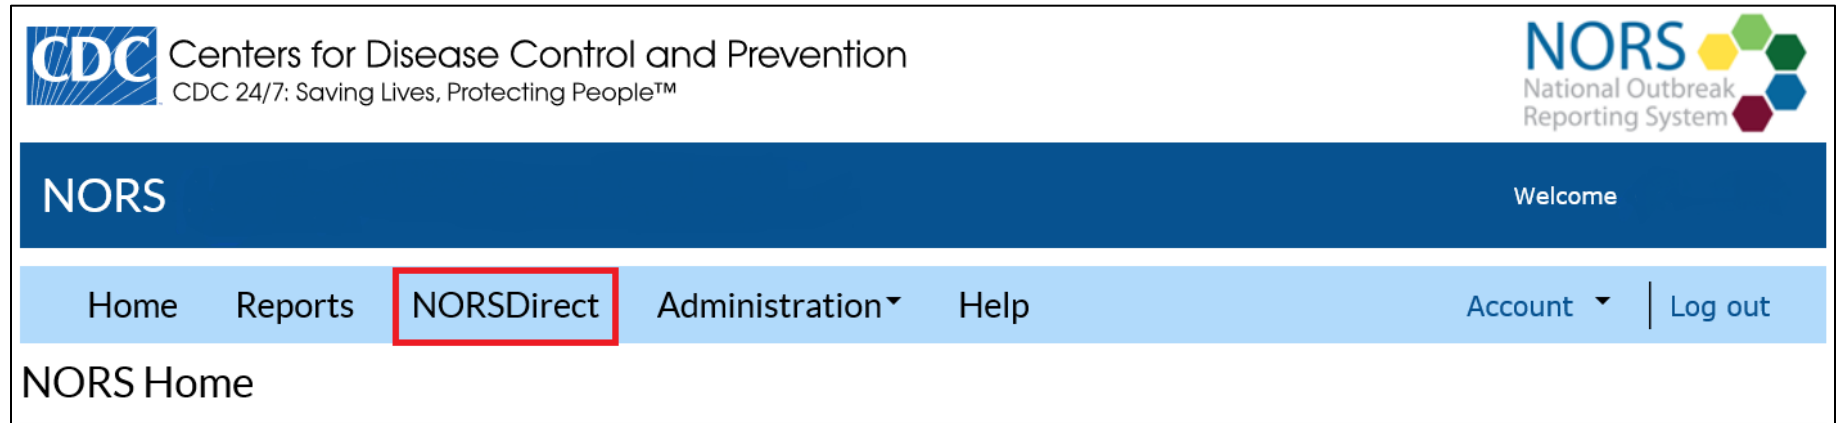 CDC Centers for Disease Control and Prevention
CDC 24/7: Saving Lives, Protecting People™
NORS
National Outbreak
Reporting System
NORS Welcome
Home Reports NORSDirect Administration Help Account Log out
NORS Home